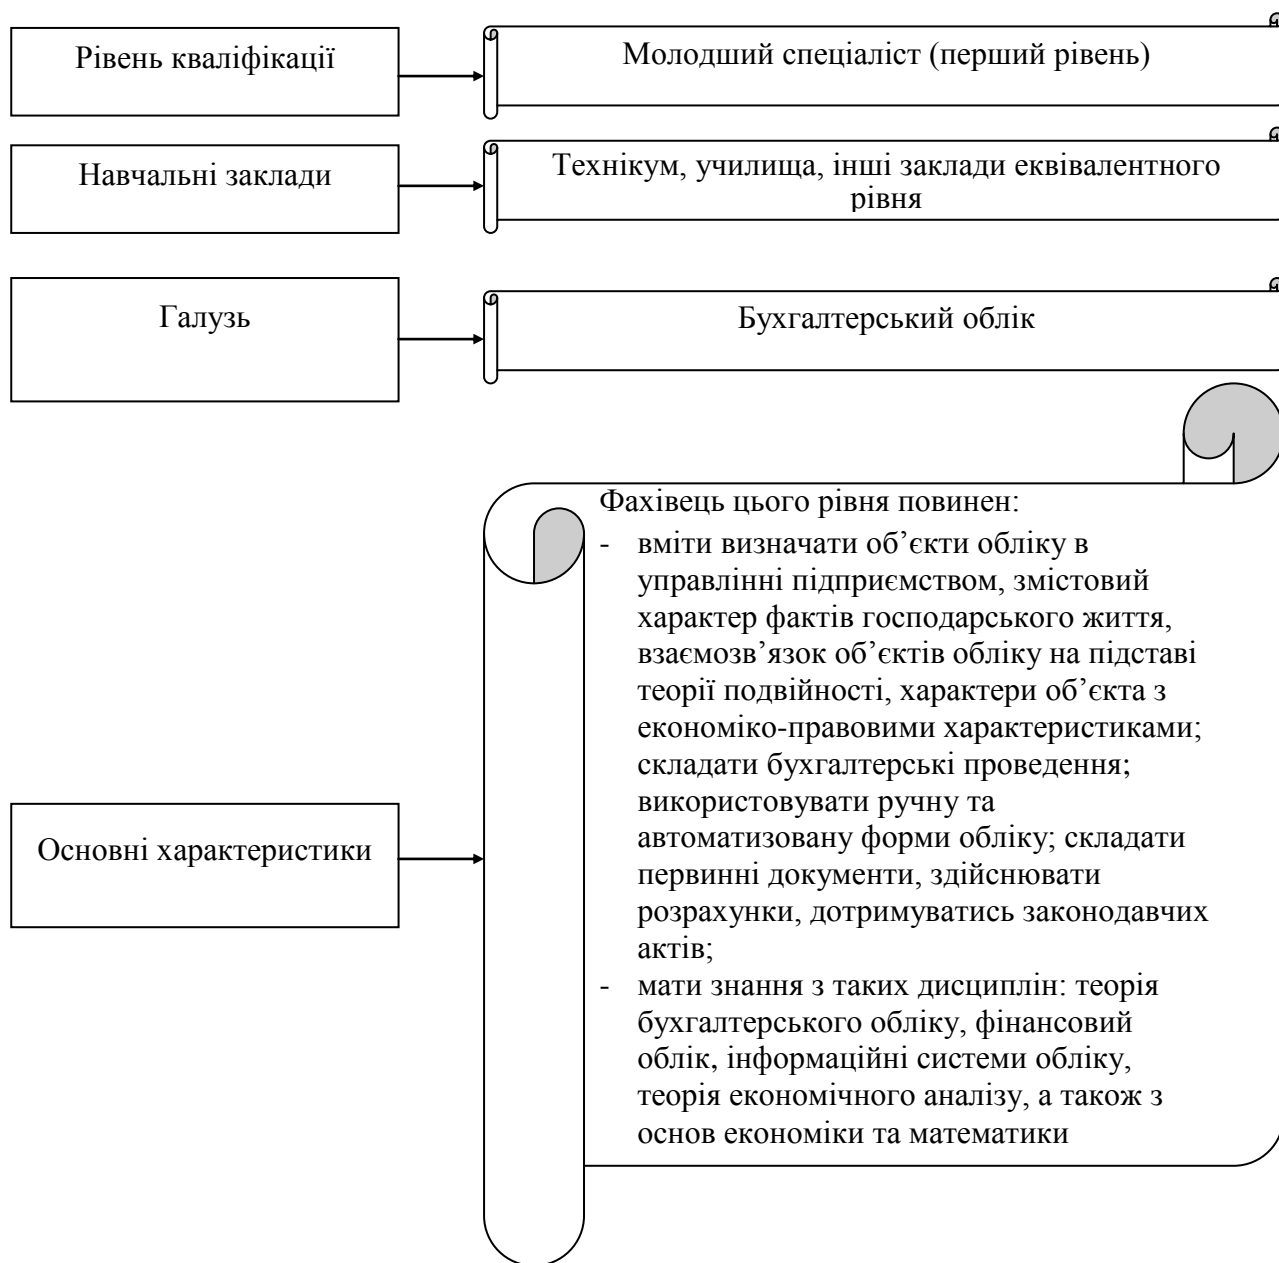 Рівень кваліфікації
Молодший спеціаліст (перший рівень)
Навчальні заклади
Технікум, училища, інші заклади еквівалентного
рівня
Галузь
Бухгалтерський облік
Основні характеристики
Фахівець цього рівня повинен:
- вміти визначати об’єкти обліку в
управлінні підприємством, змістовий
характер фактів господарського життя,
взаємозв’язок об’єктів обліку на підставі
теорії подвійності, характери об’єкта з
економіко-правовими характеристиками;
складати бухгалтерські проведення;
використовувати ручну та
автоматизовану форми обліку; складати
первинні документи, здійснювати
розрахунки, дотримуватись законодавчих
актів;
- мати знання з таких дисциплін: теорія
бухгалтерського обліку, фінансовий
облік, інформаційні системи обліку,
теорія економічного аналізу, а також з
основ економіки та математики